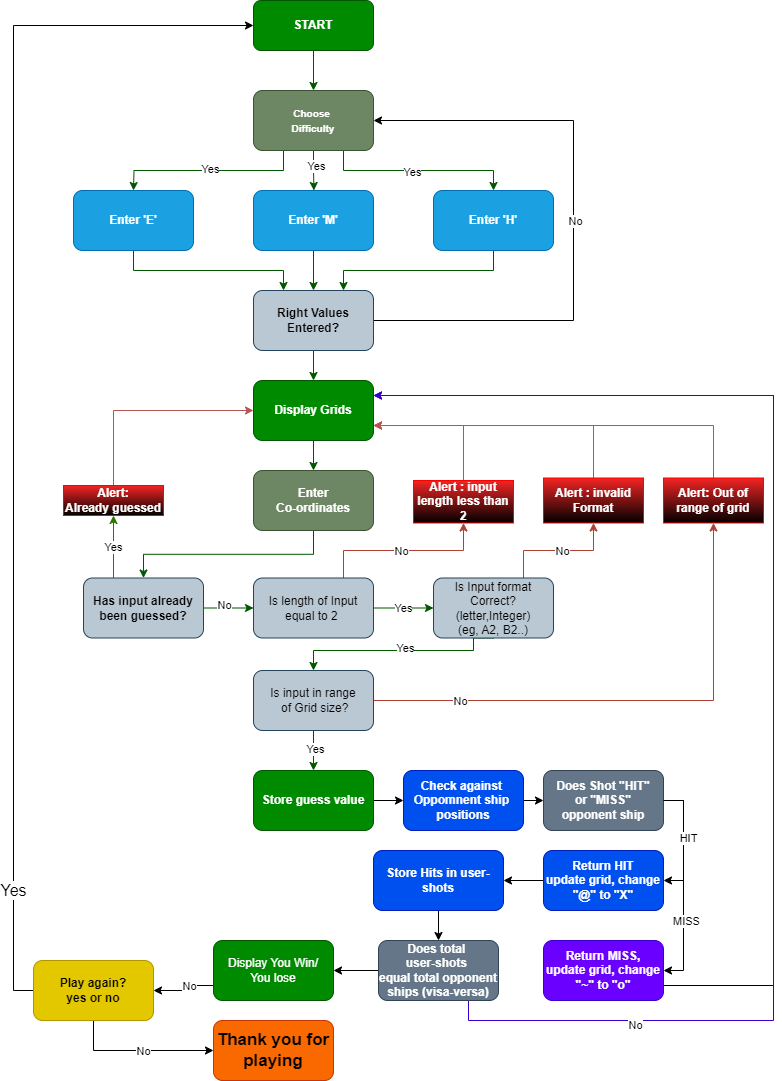 START
Choose
Difficulty
Yes
Yes
Yes
Enter 'E'
Enter 'M'
Enter 'H'
No
Right Values
Entered?
Display Grids
Alert:
Already guessed
Enter
Co-ordinates
Alert : input
length less than
2
Alert : invalid
Format
Alert: Out of
range of grid
Yes
No
No
Has input already
been guessed?
No
Is length of Input
equal to 2
Yes
Is Input format
Correct?
(letter,Integer)
(eg, A2, B2..)
Yes
Is input in range
of Grid size?
No
Yes
Store guess value
Check against
Oppomnent ship
positions
Does Shot "HIT"
or "MISS"
opponent ship
HIT
Store Hits in user-
shots
Return HIT
update grid, change
"@" to "X"
Yes
MISS
Display You Win/
You lose
Does total
user-shots
equal total opponent
ships (visa-versa)
Return MISS,
update grid, change
"~" to "o"
Play again?
yes or no
No
No
Thank you for
playing
No